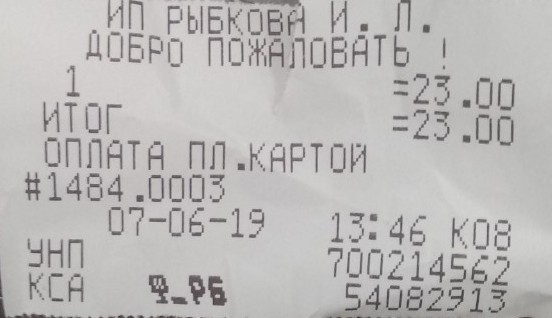 ИП РЫБКОВА И. Л.
ДОБРО ПОЖАЛОВАТЬ !
1 =23.00
ИТОГ =23.00
ОПЛАТА ПЛ.КАРТОЙ
#1484.0003
07-06-19 13:46 К08
УНП 700214562
КСА 54082913